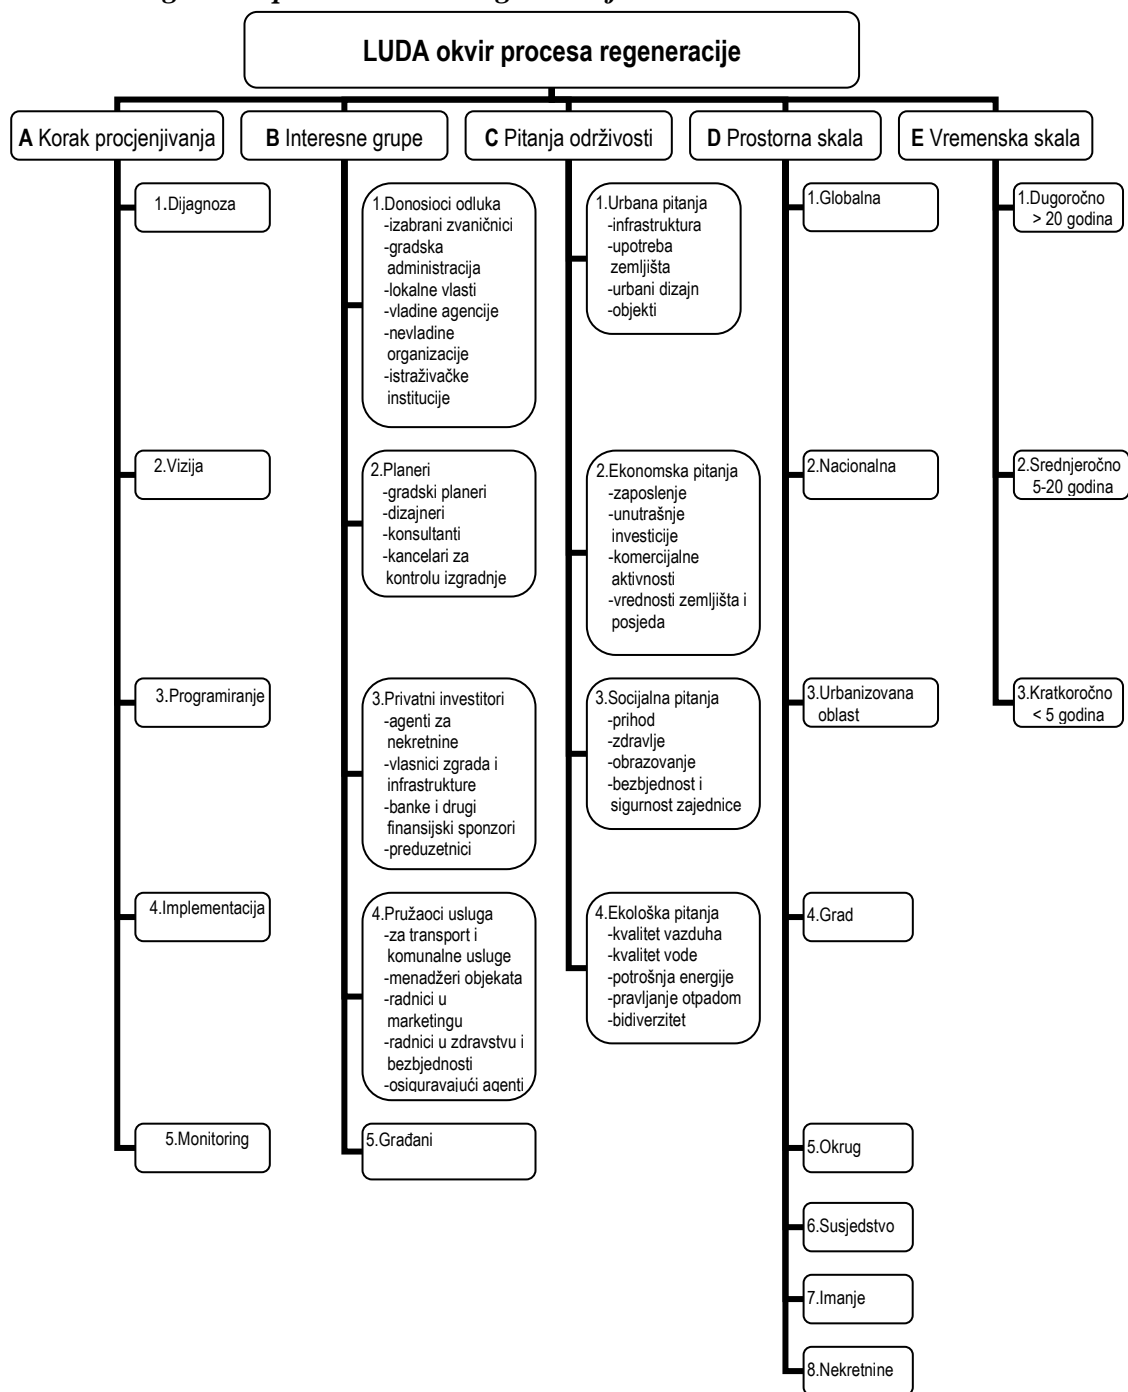 LUDA okvir procesa regeneracije
A Korak procjenjivanja
1.Dijagnoza
2.Vizija
3.Programiranje
4.Implementacija
5.Monitoring
B Interesne grupe
1.Donosioci odluka
-izabrani zvaničnici
-gradska
administracija
-lokalne vlasti
-vladine agencije
-nevladine
organizacije
-istraživačke
institucije
2.Planeri
-gradski planeri
-dizajneri
-konsultanti
-kancelari za
kontrolu izgradnje
3.Privatni investitori
-agenti za
nekretnine
-vlasnici zgrada i
infrastrukture
-banke i drugi
finansijski sponzori
-preduzetnici
4.Pružaoci usluga
-za transport i
komunalne usluge
-menadžeri objekata
-radnici u
marketingu
-radnici u zdravstvu i
bezbjednosti
-osiguravajući agenti
5.Građani
C Pitanja održivosti
1.Urbana pitanja
-infrastruktura
-upotreba
zemljišta
-urbani dizajn
-objekti
2.Ekonomska pitanja
-zaposlenje
-unutrašnje
investicije
-komercijalne
aktivnosti
-vrednosti zemljišta i
posjeda
3.Socijalna pitanja
-prihod
-zdravlje
-obrazovanje
-bezbjednost i
sigurnost zajednice
4.Ekološka pitanja
-kvalitet vazduha
-kvalitet vode
-potrošnja energije
-pravljanje otpadom
-bidiverzitet
D Prostorna skala
1.Globalna
2.Nacionalna
3.Urbanizovana
oblast
4.Grad
5.Okrug
6.Susjedstvo
7.Imanje
8.Nekretnine
E Vremenska skala
1.Dugoročno
> 20 godina
2.Srednjeročno
5-20 godina
3.Kratkoročno
< 5 godina